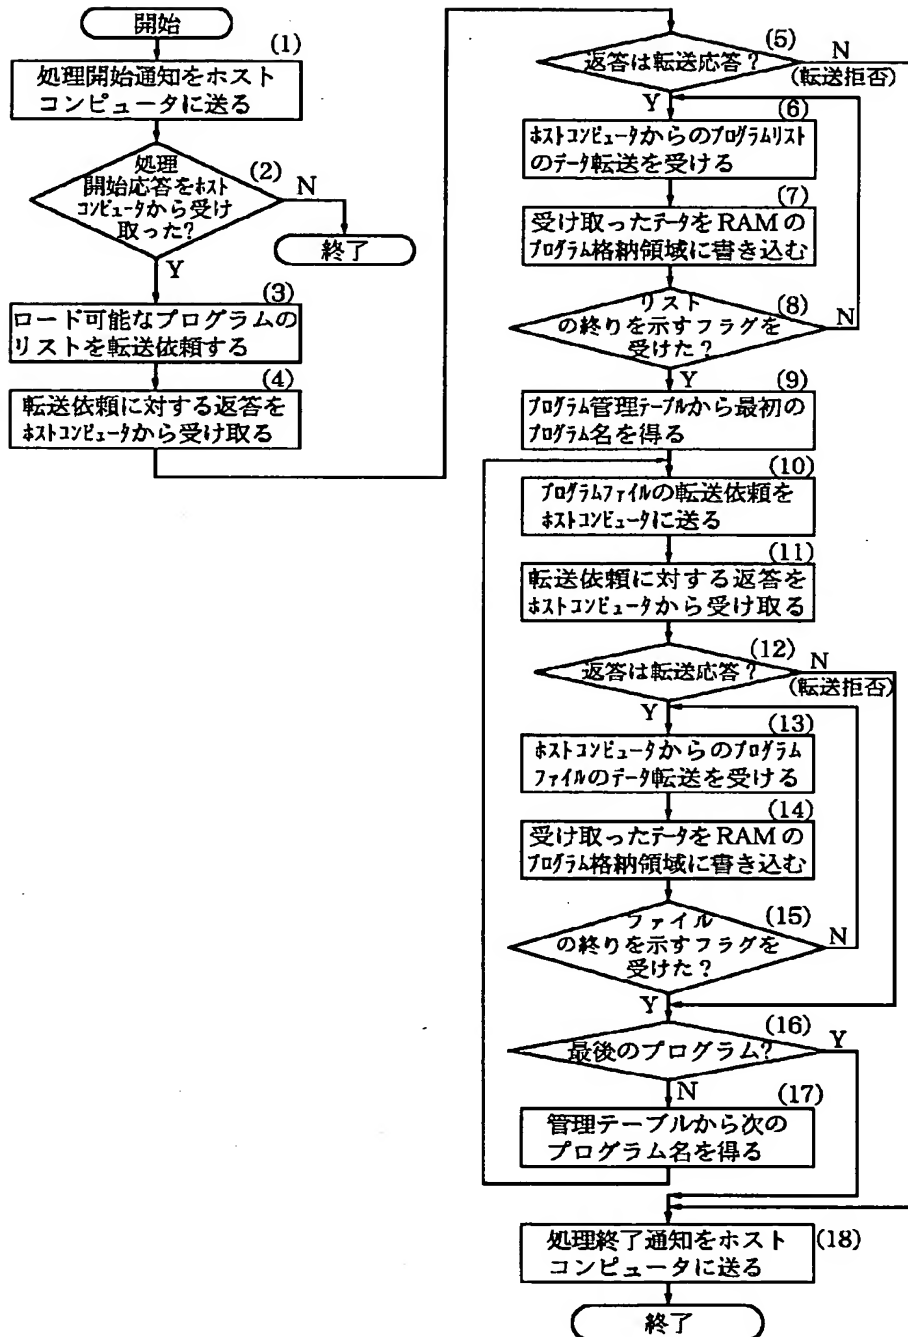 開始
(1)
処理開始通知をホスト
コンピュータに送る
処理
開始応答をホスト
コンピュータから受け
取った?
(2)
N
終了
Y
(3)
ロード可能なプログラムの
リストを転送依頼する
(4)
転送依頼に対する返答を
ホストコンピュータから受け取る
(5)
返答は転送応答?
N
(転送拒否)
Y
(6)
ホストコンピュータからのプログラムリスト
のデータ転送を受ける
(7)
受け取ったデータをRAMの
プログラム格納領域に書き込む
リスト
の終りを示すフラグを
受けた?
(8)
N
Y
(9)
プログラム管理テーブルから最初の
プログラム名を得る
(10)
プログラムファイルの転送依頼を
ホストコンピュータに送る
(11)
転送依頼に対する返答を
ホストコンピュータから受け取る
(12)
返答は転送応答?
N
(転送拒否)
Y
(13)
ホストコンピュータからのプログラム
ファイルのデータ転送を受ける
(14)
受け取ったデータをRAMの
プログラム格納領域に書き込む
ファイル
の終りを示すフラグを
受けた?
(15)
N
Y
(16)
最後のプログラム?
Y
N
(17)
管理テーブルから次の
プログラム名を得る
処理終了通知をホスト
コンピュータに送る
(18)
終了